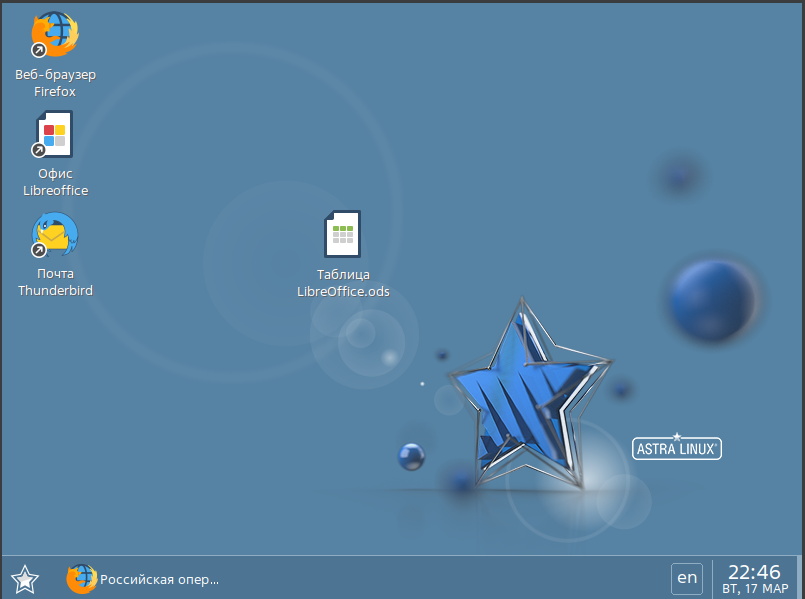 Веб-браузер
Firefox
Офис
Libreoffice
Почта
Thunderbird
Таблица
LibreOffice.ods
ASTRA LINUX®
Российская опер...
en
22:46
ВТ, 17 МАР